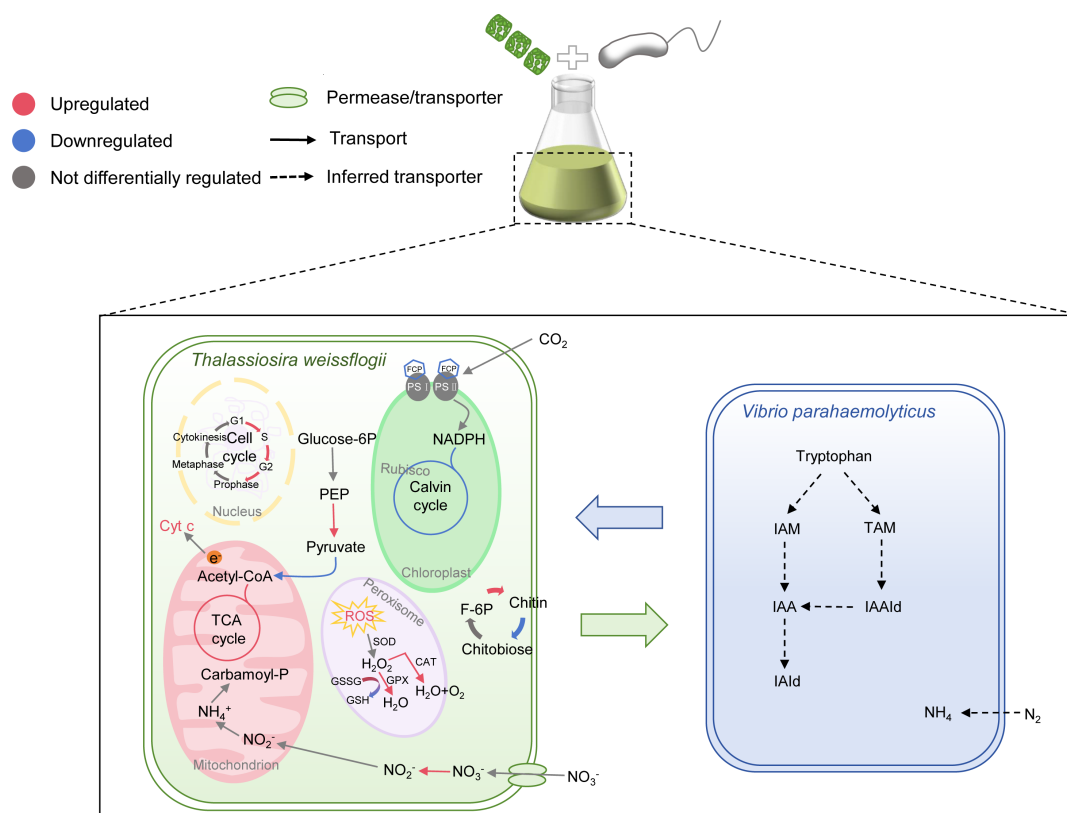 Upregulated
Downregulated
Not differentially regulated
Permease/transporter
Transport
Inferred transporter
Thalassiosira weissflogii
CO₂
FCP
FCP
PS I
PS II
NADPH
Rubisco
Calvin
cycle
Chloroplast
G1
S
G2
Prophase
Metaphase
Cytokinesis
Cell
cycle
Nucleus
Glucose-6P
PEP
Pyruvate
Cyt c
e⁻
Acetyl-CoA
TCA
cycle
Carbamoyl-P
NH₄⁺
NO₂⁻
Mitochondrion
Peroxisome
ROS
SOD
H₂O₂
CAT
GSSG
GPX
GSH
H₂O
H₂O+O₂
F-6P
Chitin
Chitobiose
NO₂⁻
NO₃⁻
NO₃⁻
Vibrio parahaemolyticus
Tryptophan
IAM
TAM
IAA
IAAld
IAld
NH₄
N₂